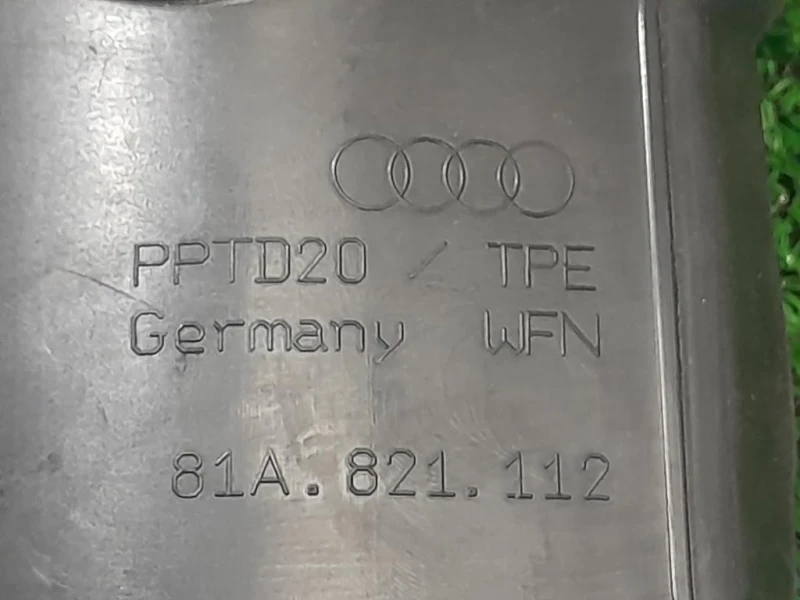 PPTD20 / TPE
Germany WFN
81A.821.112